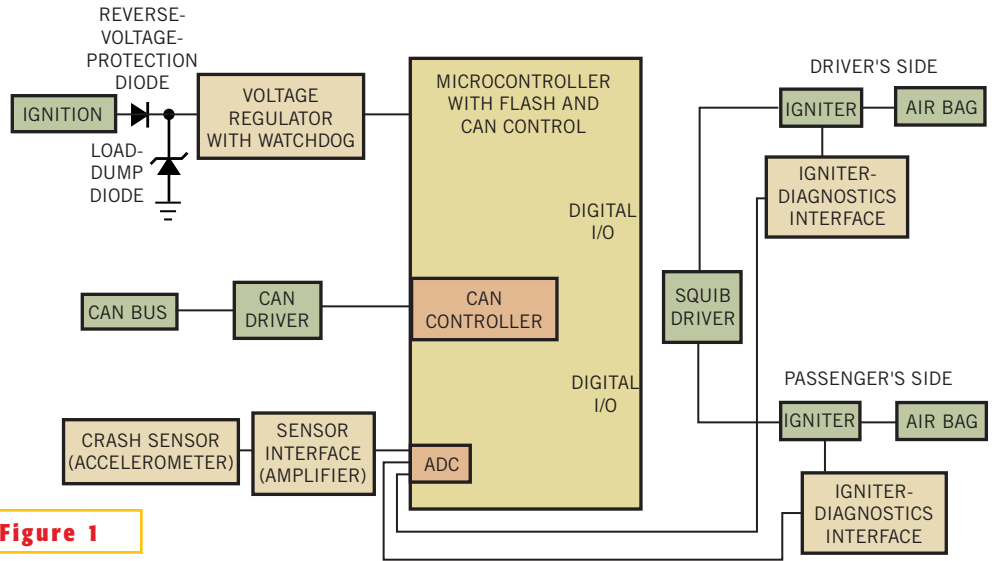 REVERSE-
VOLTAGE-
PROTECTION
DIODE
IGNITION
LOAD-
DUMP
DIODE
VOLTAGE
REGULATOR
WITH WATCHDOG
MICROCONTROLLER
WITH FLASH AND
CAN CONTROL
DIGITAL
I/O
DRIVER'S SIDE
IGNITER
AIR BAG
IGNITER-
DIAGNOSTICS
INTERFACE
CAN BUS
CAN
DRIVER
CAN
CONTROLLER
SQUIB
DRIVER
DIGITAL
I/O
PASSENGER'S SIDE
IGNITER
AIR BAG
CRASH SENSOR
(ACCELEROMETER)
SENSOR
INTERFACE
(AMPLIFIER)
ADC
IGNITER-
DIAGNOSTICS
INTERFACE
Figure 1